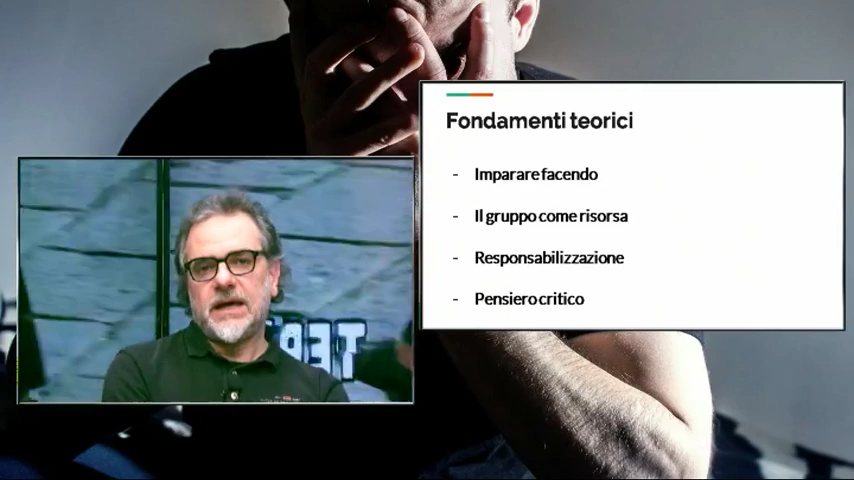 Fondamenti teorici
- Imparare facendo
- Il gruppo come risorsa
- Responsabilizzazione
- Pensiero critico